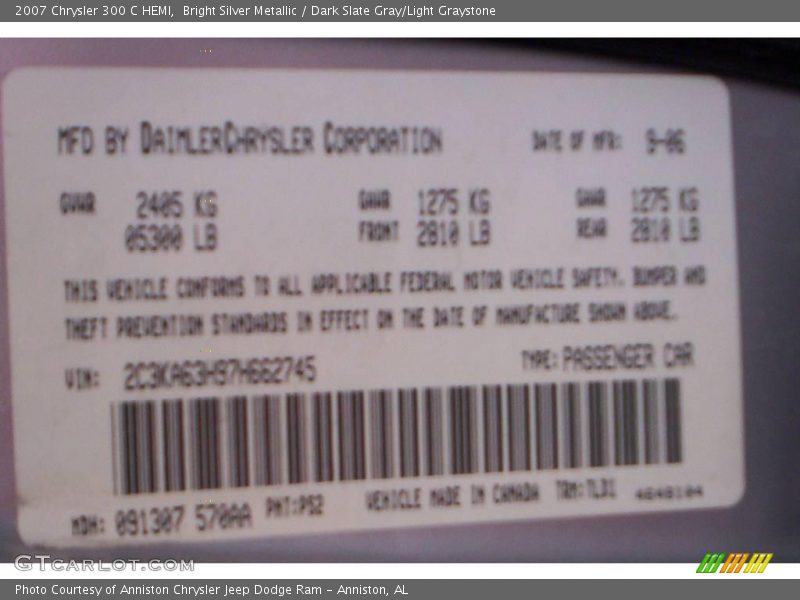 2007 Chrysler 300 C HEMI,  Bright Silver Metallic / Dark Slate Gray/Light Graystone
MFD BY DAIMLERCHRYSLER CORPORATION DATE OF MFR: 9-06
GVWR 2405 KG GAWR 1275 KG GAWR 1275 KG
05300 LB FRONT 2810 LB REAR 2810 LB
THIS VEHICLE CONFORMS TO ALL APPLICABLE FEDERAL MOTOR VEHICLE SAFETY, BUMPER AND
THEFT PREVENTION STANDARDS IN EFFECT ON THE DATE OF MANUFACTURE SHOWN ABOVE.
VIN: 2C3KA63H97H662745 TYPE: PASSENGER CAR
MDH: 091307 570AA PNT:PS2 VEHICLE MADE IN CANADA TRM:TLD1
GTCARLOT.COM
Photo Courtesy of Anniston Chrysler Jeep Dodge Ram – Anniston, AL